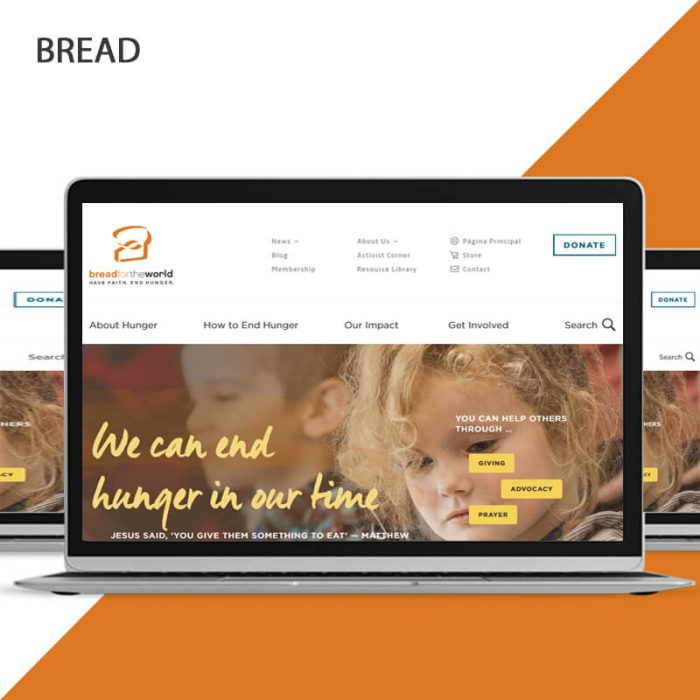 BREAD
breadfortheworld
HAVE FAITH. END HUNGER.
News
Blog
Membership
About Us
Activist Corner
Resource Library
Página Principal
Store
Contact
DONATE
About Hunger
How to End Hunger
Our Impact
Get Involved
Search
We can end
hunger in our time
JESUS SAID, 'YOU GIVE THEM SOMETHING TO EAT' — MATTHEW
YOU CAN HELP OTHERS
THROUGH ...
GIVING
ADVOCACY
PRAYER
DONA
Search
HERS
VOCACY
DONATE
Search
RS
ACY